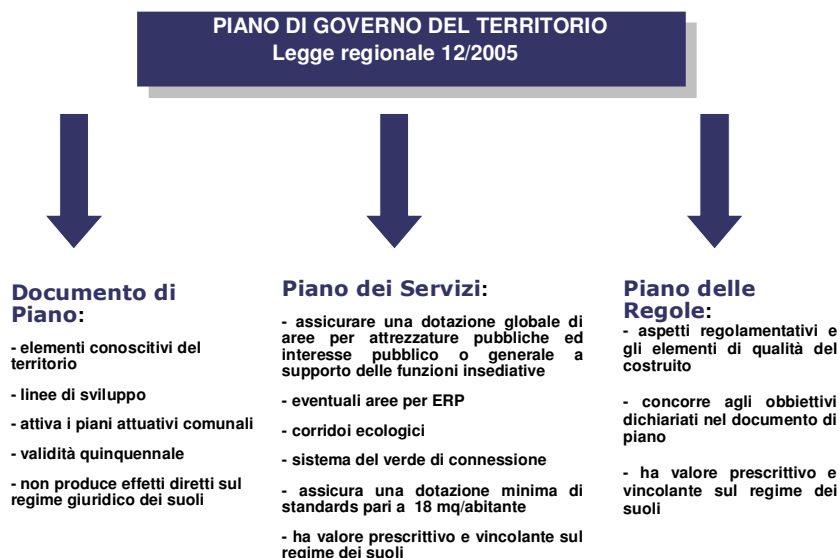 PIANO DI GOVERNO DEL TERRITORIO
Legge regionale 12/2005
Documento di
Piano:
- elementi conoscitivi del
territorio
- linee di sviluppo
- attiva i piani attuativi comunali
- validità quinquennale
- non produce effetti diretti sul
regime giuridico dei suoli
Piano dei Servizi:
- assicurare una dotazione globale di
aree per attrezzature pubbliche ed
interesse pubblico o generale a
supporto delle funzioni insediative
- eventuali aree per ERP
- corridoi ecologici
- sistema del verde di connessione
- assicura una dotazione minima di
standards pari a 18 mq/abitante
- ha valore prescrittivo e vincolante sul
regime dei suoli
Piano delle
Regole:
- aspetti regolamentativi e
gli elementi di qualità del
costruito
- concorre agli obbiettivi
dichiariati nel documento di
piano
- ha valore prescrittivo e
vincolante sul regime dei
suoli